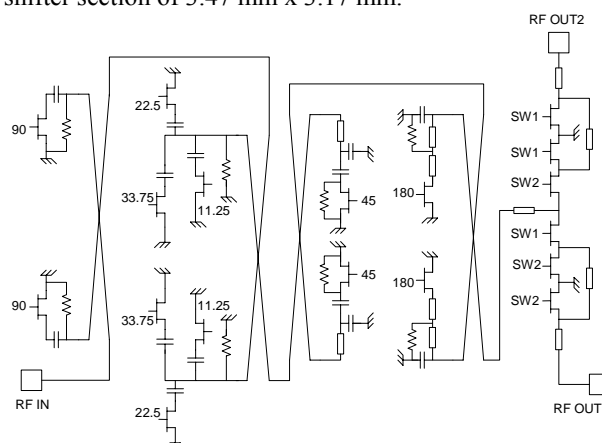 shifter section of 5.47 mm x 3.17 mm.
RF OUT2
22.5
90
SW1
SW1
SW2
33.75
11.25
45
180
SW1
SW2
SW2
45
180
33.75
11.25
90
RF IN
22.5
RF OUT